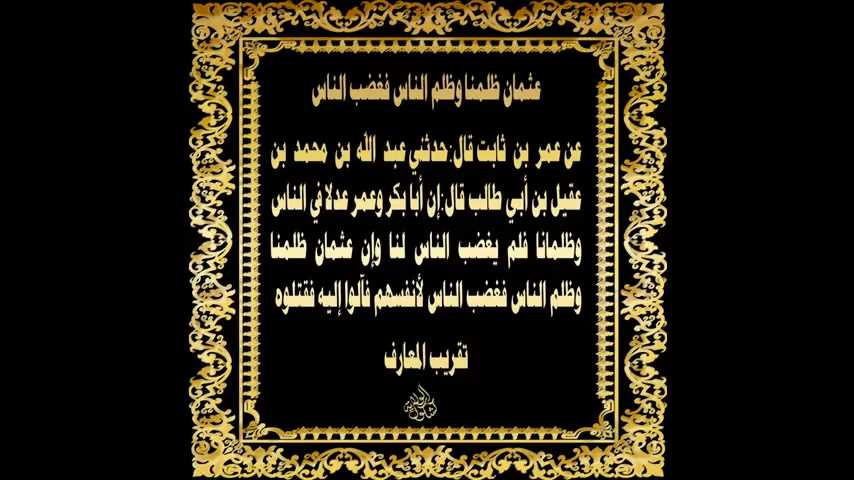 عثمان ظلمنا وظلم الناس فغضب الناس
عن عمر بن ثابت قال:حدثني عبد الله بن محمد بن
عقيل بن أبي طالب قال:إن أبا بكر وعمر عدلا في الناس
وظلمانا فلم يغضب الناس لنا وإن عثمان ظلمنا
وظلم الناس فغضب الناس لأنفسهم فآلوا إليه فقتلوه
تقريب المعارف